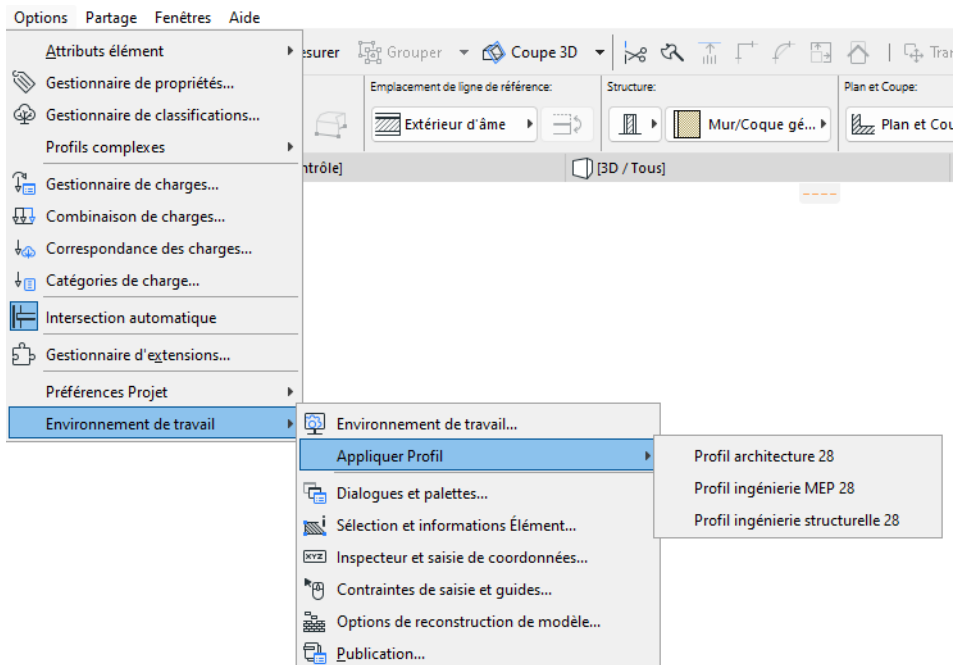 Options Partage Fenêtres Aide
Attributs élément
Gestionnaire de propriétés...
Gestionnaire de classifications...
Profils complexes
Gestionnaire de charges...
Combinaison de charges...
Correspondance des charges...
Catégories de charge...
Intersection automatique
Gestionnaire d'extensions...
Préférences Projet
Environnement de travail
Grouper Coupe 3D
Emplacement de ligne de référence: Structure: Plan et Coupe:
Extérieur d'âme Mur/Coque gé... Plan et Cou
[3D / Tous]
Environnement de travail...
Appliquer Profil
Dialogues et palettes...
Sélection et informations Élément...
XYZ Inspecteur et saisie de coordonnées...
Contraintes de saisie et guides...
Options de reconstruction de modèle...
Publication...
Profil architecture 28
Profil ingénierie MEP 28
Profil ingénierie structurelle 28